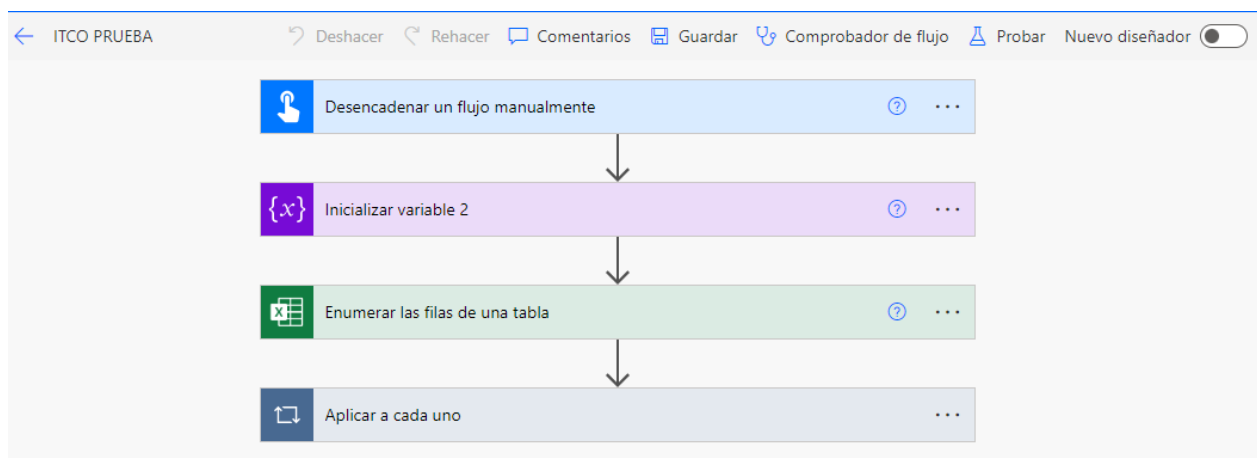 ITCO PRUEBA Deshacer Rehacer Comentarios Guardar Comprobador de flujo Probar Nuevo diseñador
Desencadenar un flujo manualmente
{x} Inicializar variable 2
Enumerar las filas de una tabla
Aplicar a cada uno